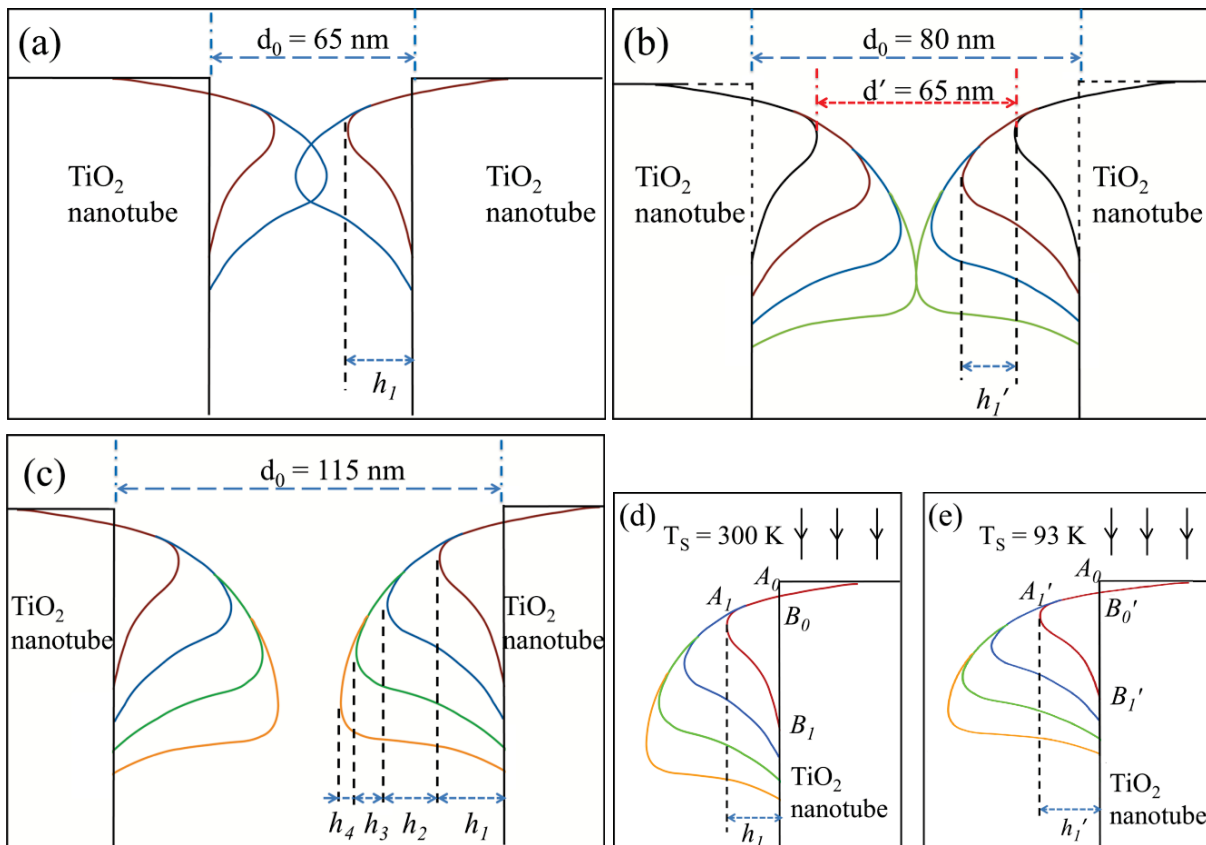 (a)
d₀ = 65 nm
TiO₂
nanotube
TiO₂
nanotube
h₁
(b)
d₀ = 80 nm
d′ = 65 nm
TiO₂
nanotube
TiO₂
nanotube
h₁′
(c)
d₀ = 115 nm
TiO₂
nanotube
TiO₂
nanotube
h₄ h₃ h₂ h₁
(d)
Tₛ = 300 K
A₀
A₁
B₀
B₁
TiO₂
nanotube
h₁
(e)
Tₛ = 93 K
A₀
A₁′
B₀′
B₁′
TiO₂
nanotube
h₁′